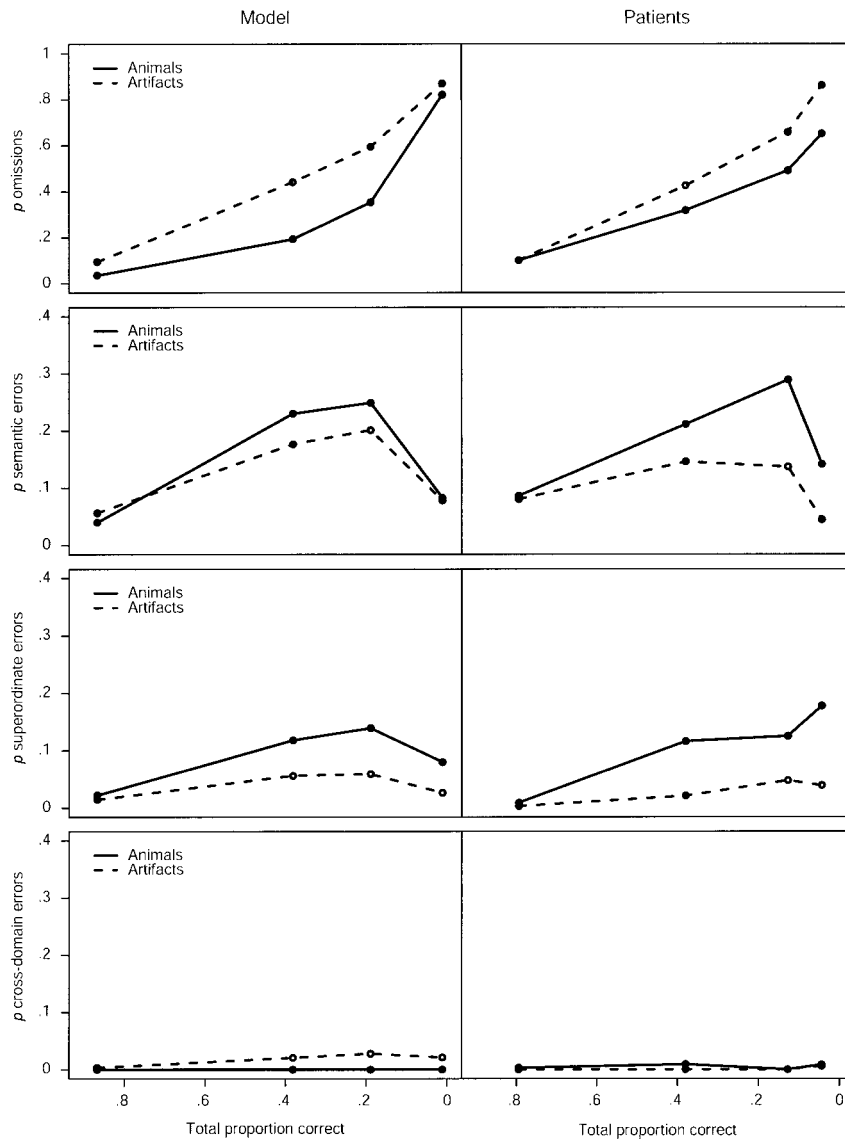 Model Patients
1
.8
.6
.4
.2
0
p omissions
Animals
Artifacts
.4
.3
.2
.1
0
p semantic errors
Animals
Artifacts
.4
.3
.2
.1
0
p superordinate errors
Animals
Artifacts
.4
.3
.2
.1
0
p cross-domain errors
Animals
Artifacts
.8 .6 .4 .2 0 .8 .6 .4 .2 0
Total proportion correct Total proportion correct